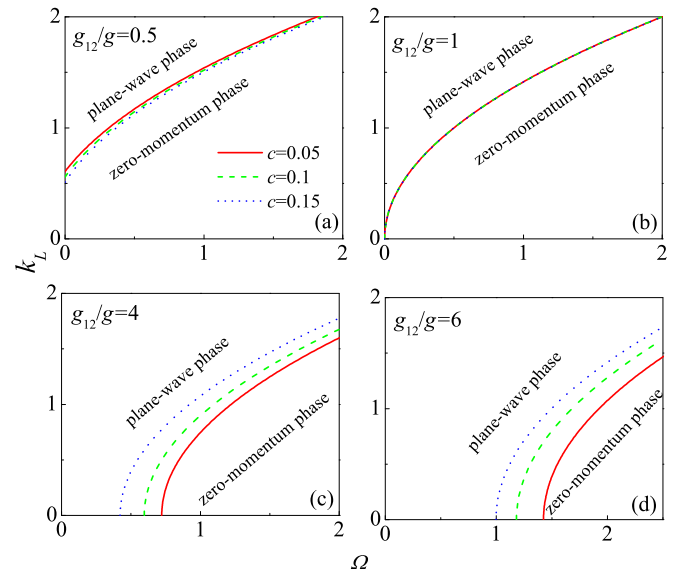 g12/g=0.5
plane-wave phase
zero-momentum phase
c=0.05
c=0.1
c=0.15
(a)
2
1
0
0
1
2
g12/g=1
plane-wave phase
zero-momentum phase
(b)
2
1
0
0
1
2
kL
g12/g=4
plane-wave phase
zero-momentum phase
(c)
2
1
0
0
1
2
g12/g=6
plane-wave phase
zero-momentum phase
(d)
2
1
0
0
1
2
Ω